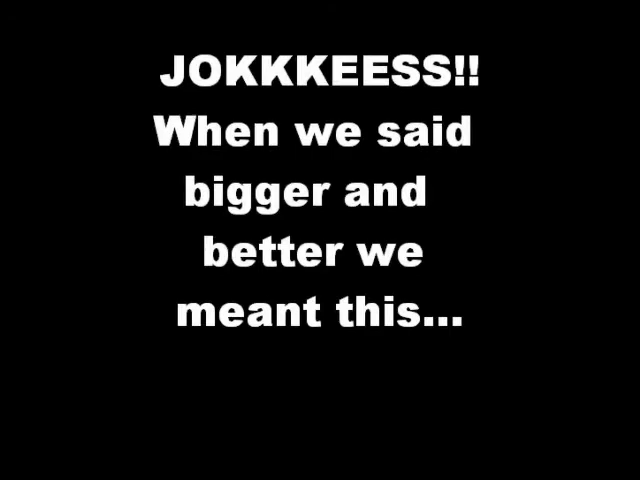 JOKKKEESS!!
When we said
bigger and
better we
meant this...